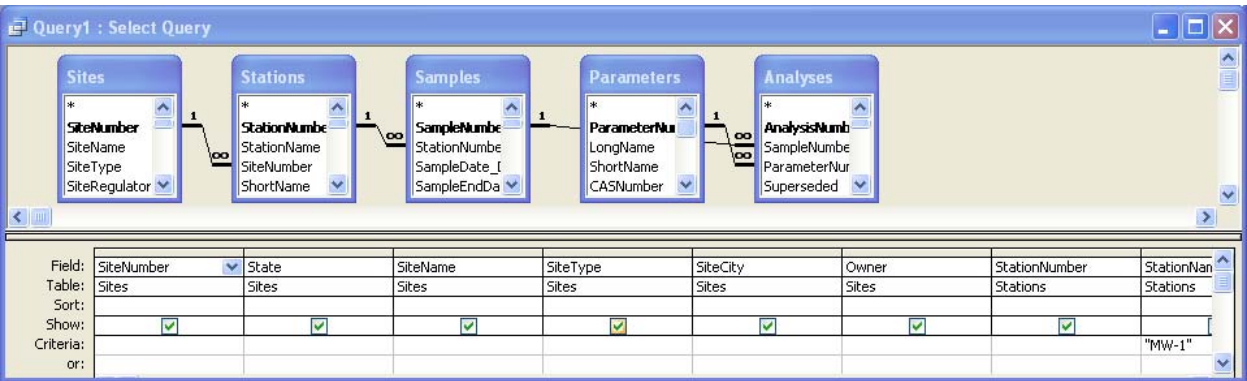 Query1 : Select Query
Sites
*
SiteNumber
SiteName
SiteType
SiteRegulator
Stations
*
StationNumbe
StationName
SiteNumber
ShortName
Samples
*
SampleNumbe
StationNumbe
SampleDate_D
SampleEndDa
Parameters
*
ParameterNu
LongName
ShortName
CASNumber
Analyses
*
AnalysisNumb
SampleNumbe
ParameterNur
Superseded
1 ∞ 1 ∞ 1 1 ∞
∞
Field: SiteNumber State SiteName SiteType SiteCity Owner StationNumber StationNan
Table: Sites Sites Sites Sites Sites Sites Stations Stations
Sort:
Show:
Criteria: "MW-1"
or: